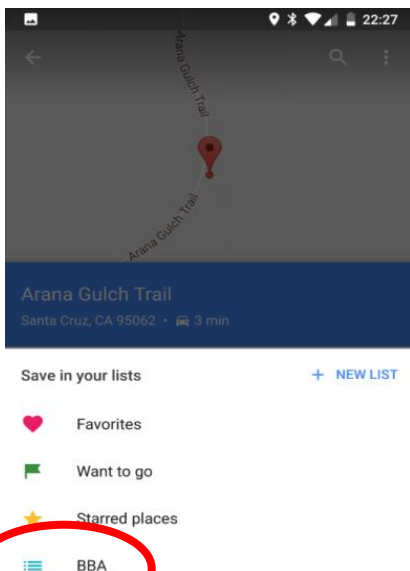 22:27
Arana Gulch Trail
Arana Gulch Trail
Arana Gulch Trail
Santa Cruz, CA 95062 • 3 min
Save in your lists + NEW LIST
Favorites
Want to go
Starred places
BBA